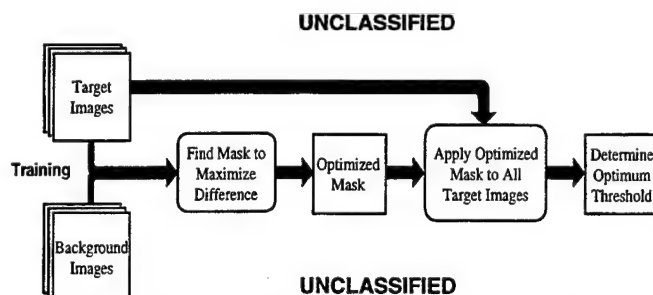 UNCLASSIFIED
Target
Images
Training
Background
Images
Find Mask to
Maximize
Difference
Optimized
Mask
Apply Optimized
Mask to All
Target Images
Determine
Optimum
Threshold
UNCLASSIFIED